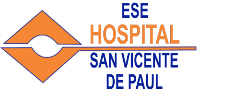 ESE
HOSPITAL
SAN VICENTE
DE PAUL